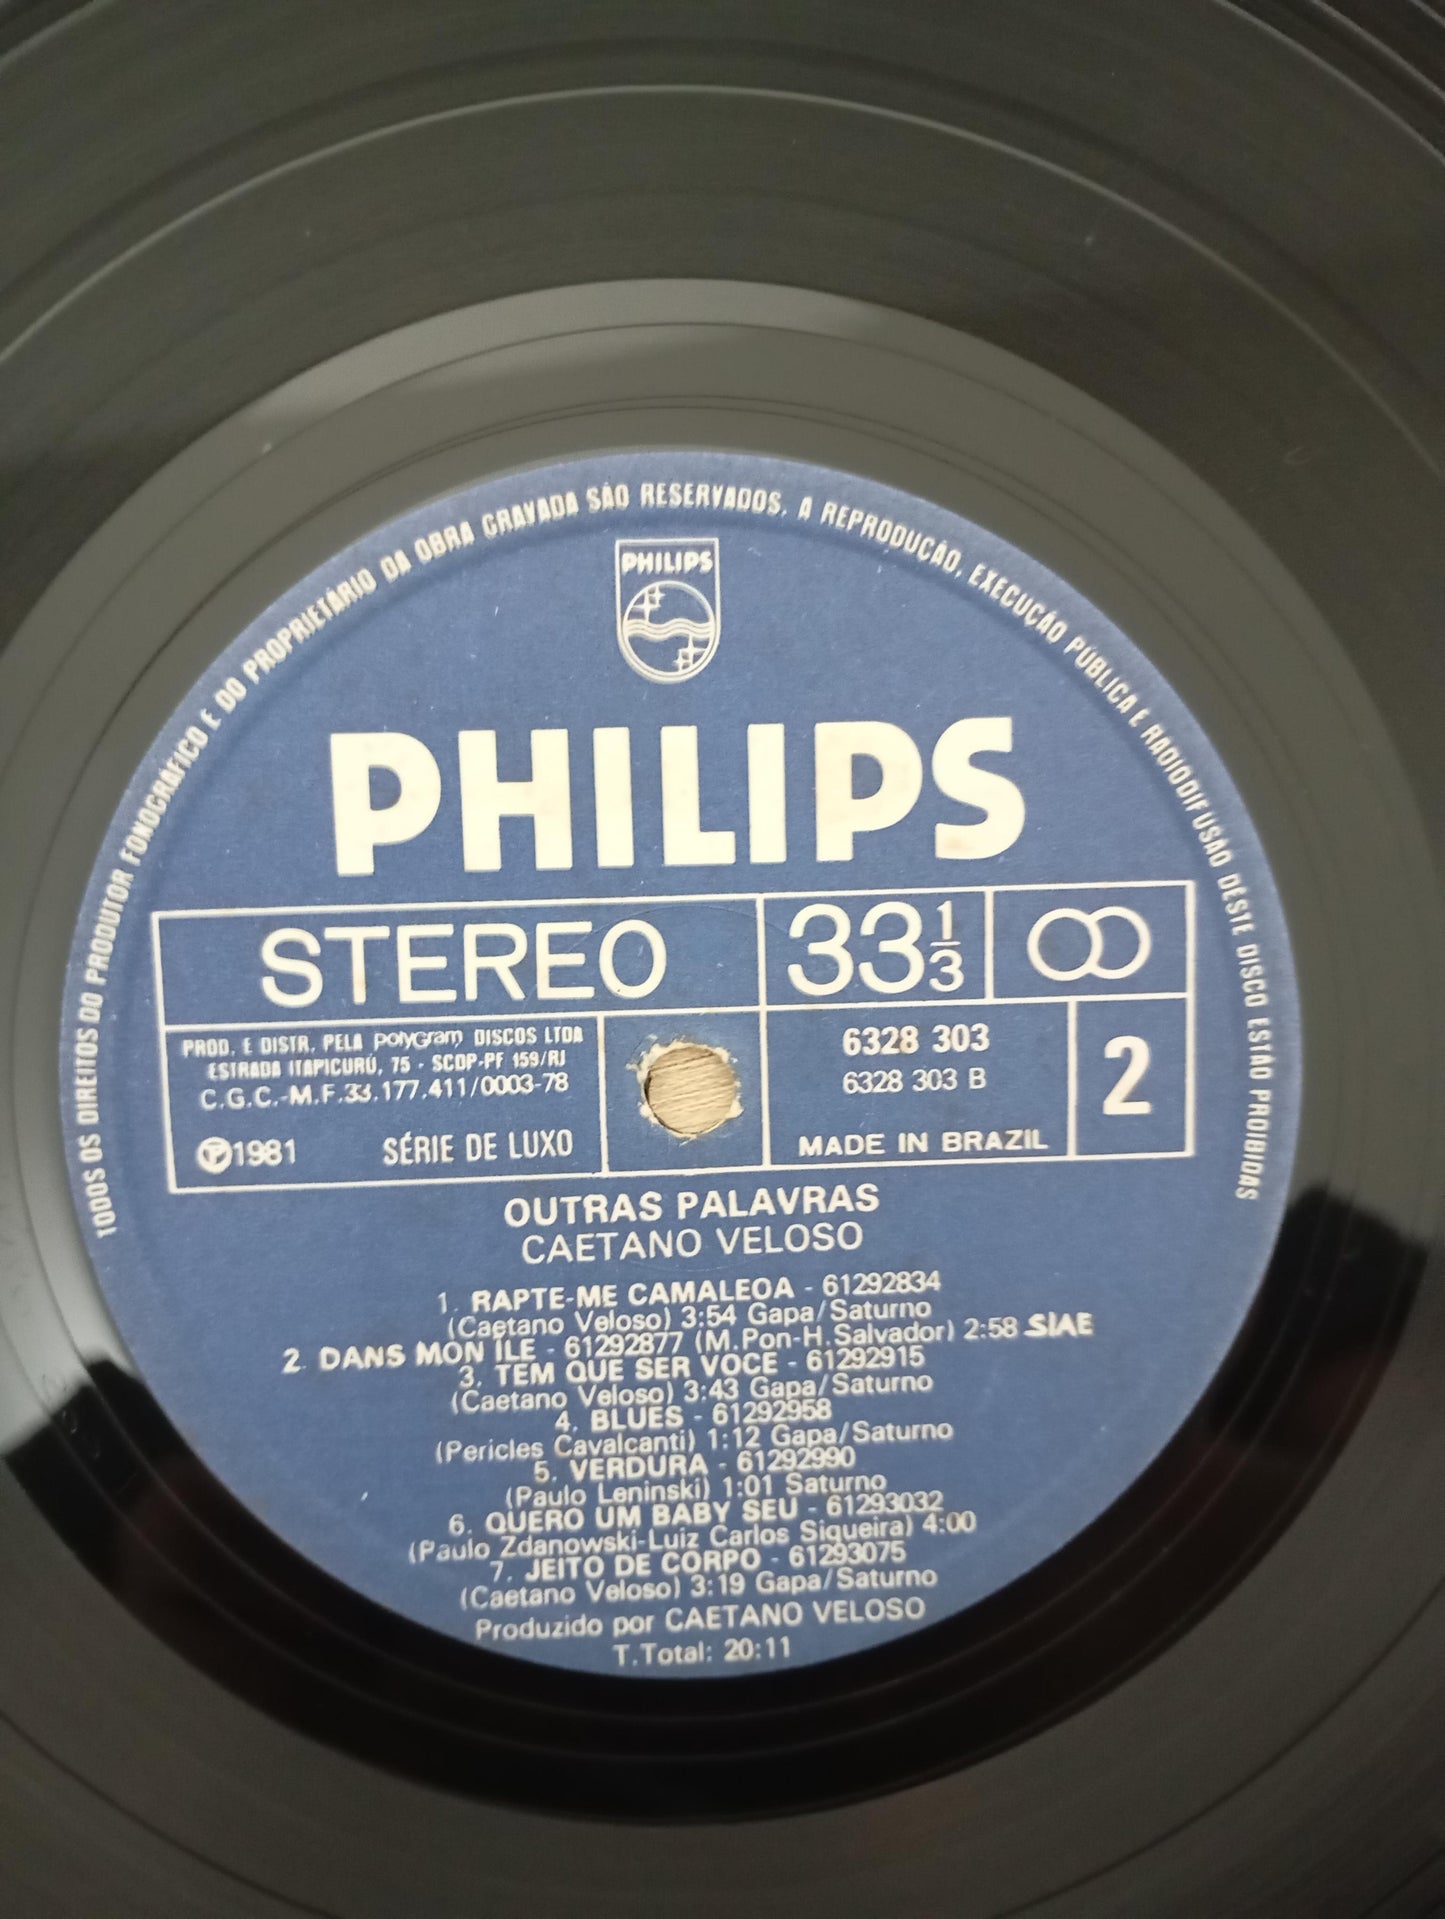 TODOS OS DIREITOS DO PRODUTOR FONOGRÁFICO E DO PROPRIETÁRIO DA OBRA GRAVADA SÃO RESERVADOS. A REPRODUÇÃO, EXECUÇÃO PÚBLICA E RADIODIFUSÃO DESTE DISCO ESTÃO PROIBIDAS
PHILIPS
PHILIPS
STEREO 33 1/3
PROD. E DISTR. PELA polyGram DISCOS LTDA
ESTRADA ITAPICURÚ, 75 - SCDP-PF 159/RJ
C.G.C.-M.F.33.177.411/0003-78
Ⓟ1981 SÉRIE DE LUXO
6328 303
6328 303 B
MADE IN BRAZIL
2
OUTRAS PALAVRAS
CAETANO VELOSO
1. RAPTE-ME CAMALEOA - 61292834
(Caetano Veloso) 3:54 Gapa/Saturno
2. DANS MON ÎLE - 61292877 (M.Pon-H.Salvador) 2:58 SIAE
3. TEM QUE SER VOCÊ - 61292915
(Caetano Veloso) 3:43 Gapa/Saturno
4. BLUES - 61292958
(Pericles Cavalcanti) 1:12 Gapa/Saturno
5. VERDURA - 61292990
(Paulo Leninski) 1:01 Saturno
6. QUERO UM BABY SEU - 61293032
(Paulo Zdanowski-Luiz Carlos Siqueira) 4:00
7. JEITO DE CORPO - 61293075
(Caetano Veloso) 3:19 Gapa/Saturno
Produzido por CAETANO VELOSO
T.Total: 20:11